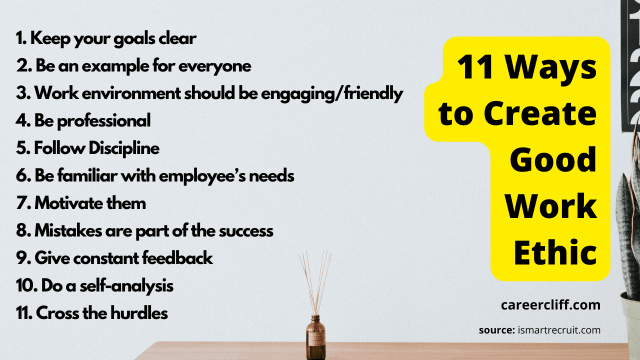 1. Keep your goals clear
2. Be an example for everyone
3. Work environment should be engaging/friendly
4. Be professional
5. Follow Discipline
6. Be familiar with employee's needs
7. Motivate them
8. Mistakes are part of the success
9. Give constant feedback
10. Do a self-analysis
11. Cross the hurdles
11 Ways
to Create
Good
Work
Ethic
careercliff.com
source: ismartrecruit.com